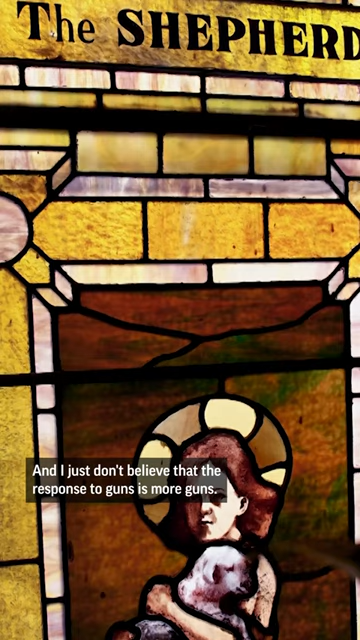 The SHEPHERD
And I just don't believe that the
response to guns is more guns.